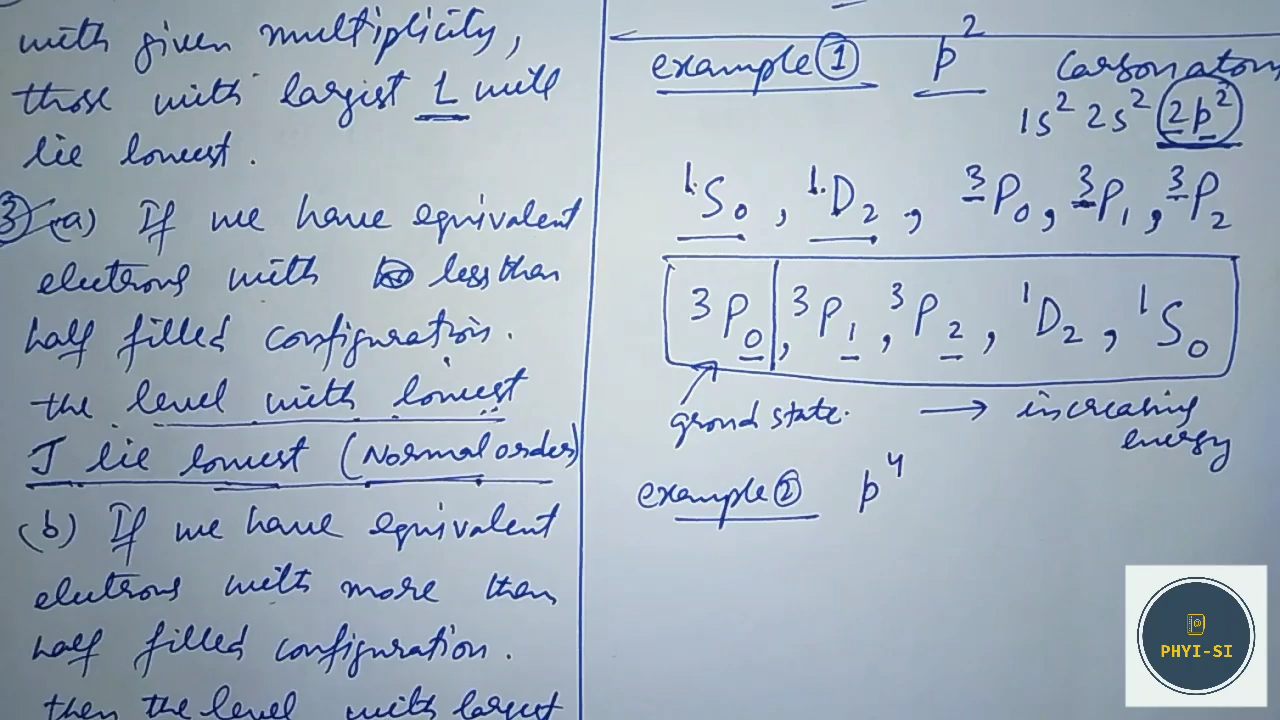 with given multiplicity,
those with largest L will
lie lowest.
3 (a) If we have equivalent
electrons with less than
half filled configuration.
the level with lowest
J lie lowest (Normal order)
(b) If we have equivalent
electrons with more than
half filled configuration.
then the level with largest
example ① p²
Carbon atom
1s² 2s² 2p²
¹S₀, ¹D₂, ³P₀, ³P₁, ³P₂
³P₀, ³P₁, ³P₂, ¹D₂, ¹S₀
grond state. → increasing
energy
example ② p⁴
PHYI-SI